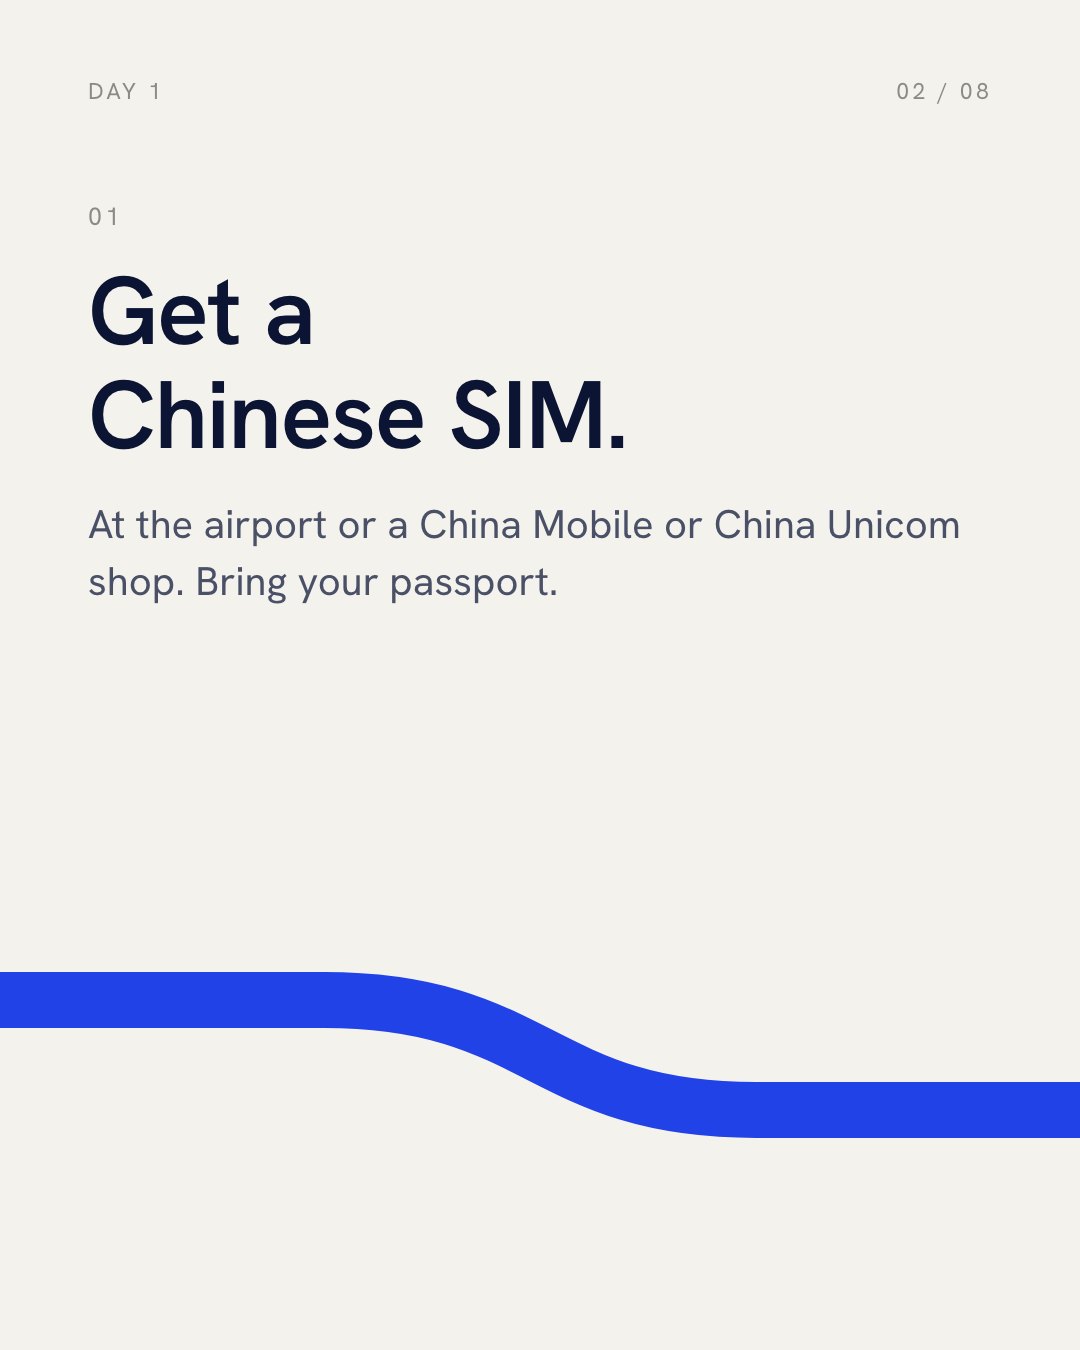 DAY 1
02 / 08
01
Get a
Chinese SIM.
At the airport or a China Mobile or China Unicom
shop. Bring your passport.